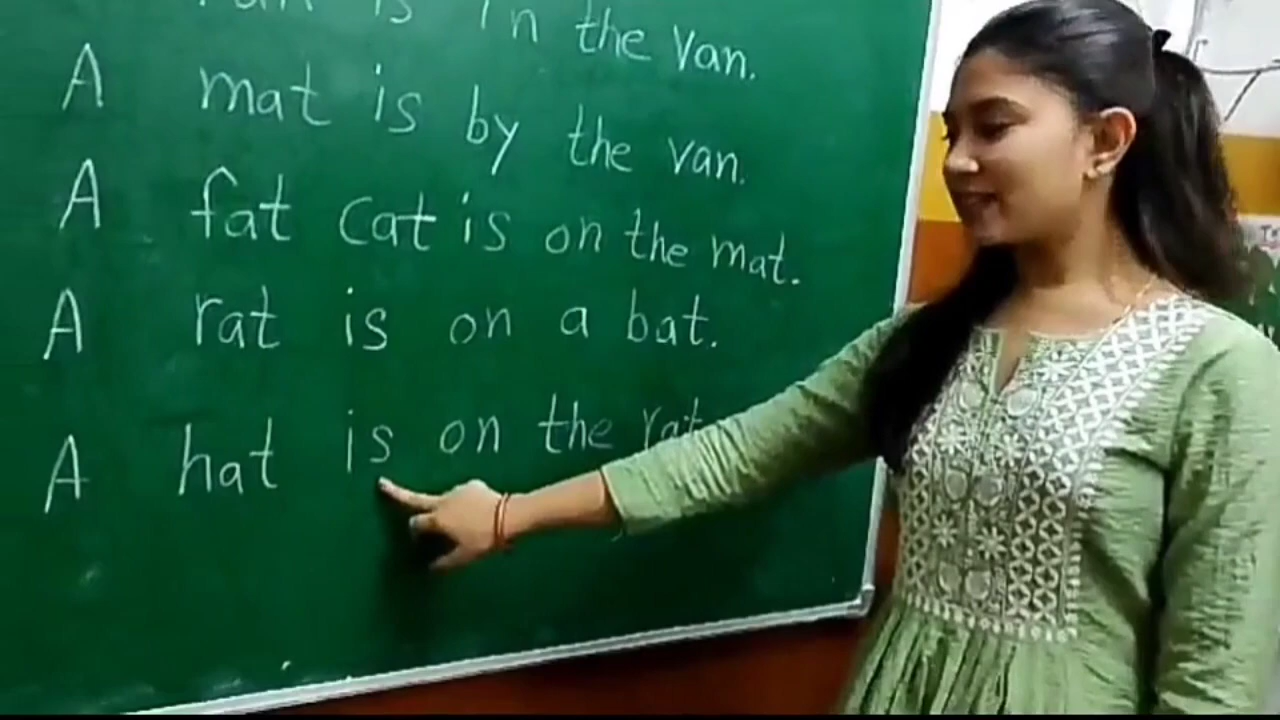 is in the van.
A mat is by the van.
A fat cat is on the mat.
A rat is on a bat.
A hat is on the rat